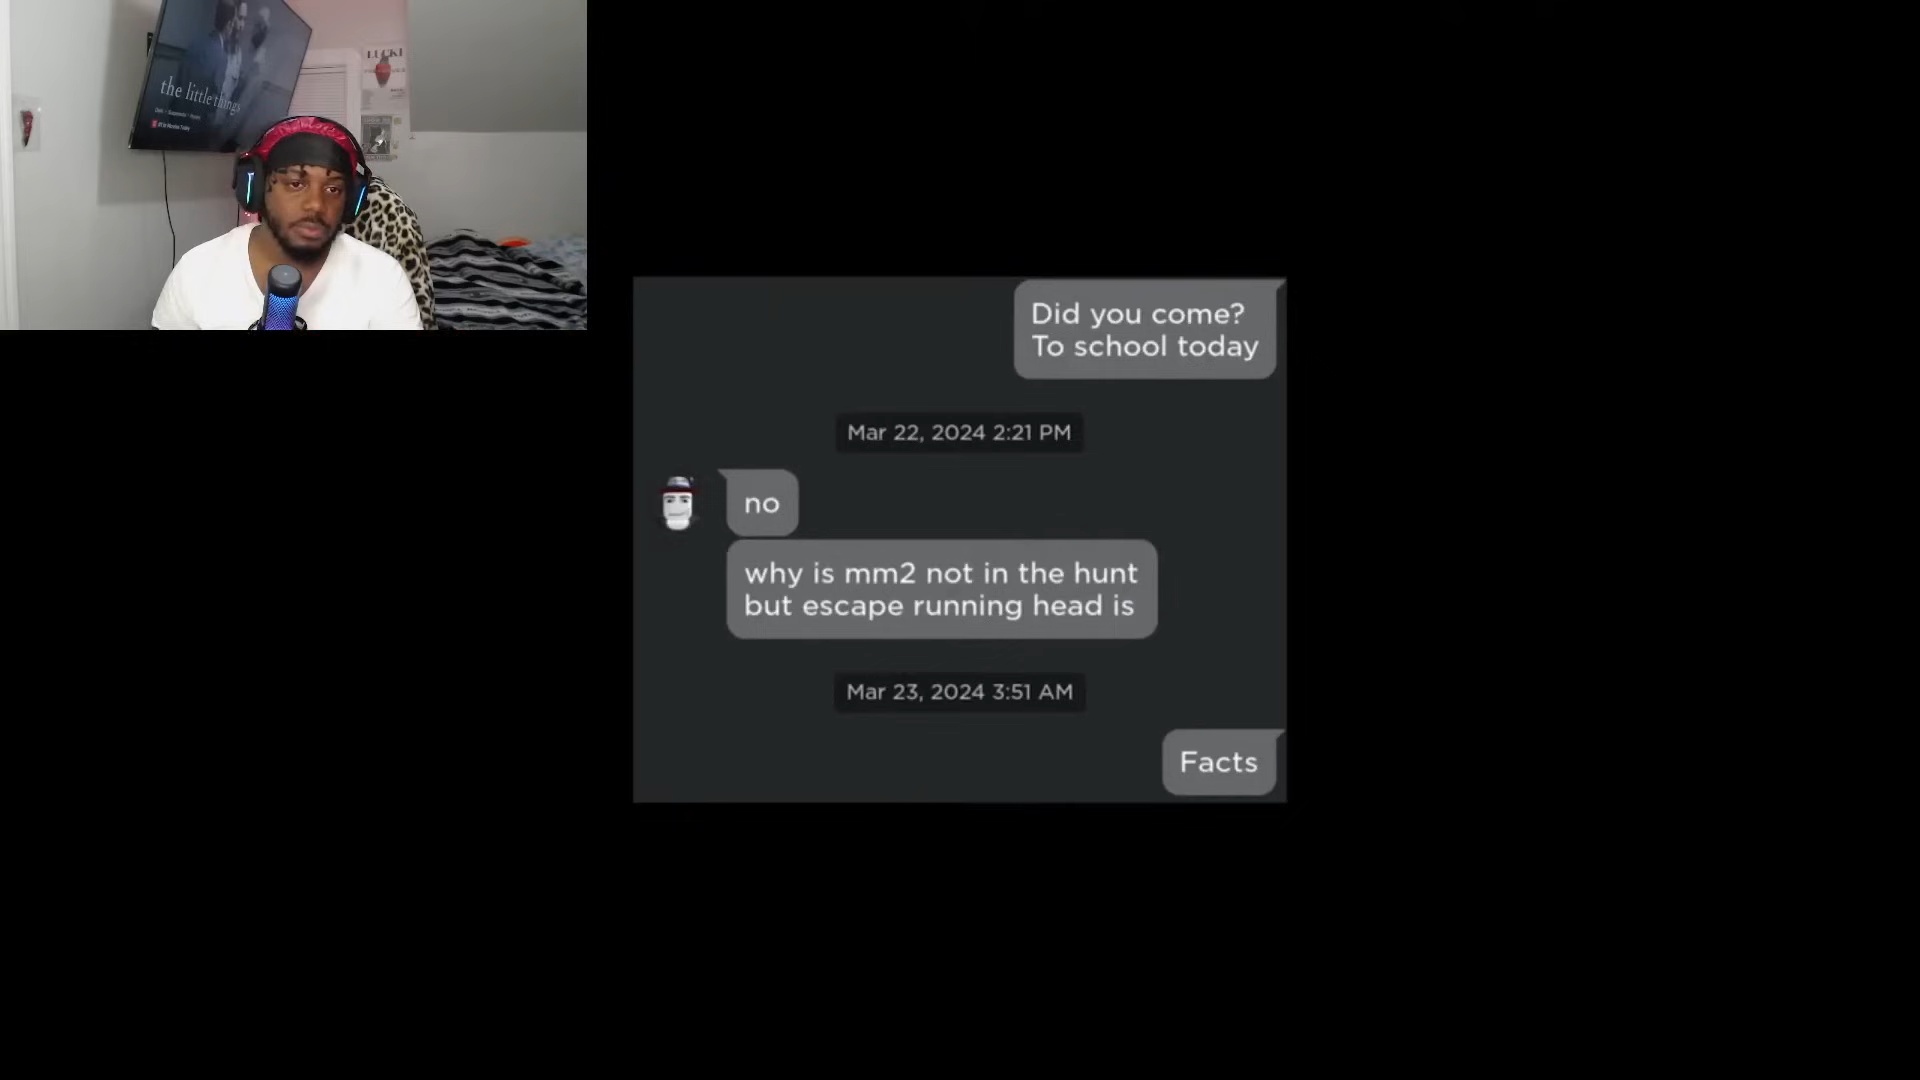 the little things
LUCKI
Did you come?
To school today
Mar 22, 2024 2:21 PM
no
why is mm2 not in the hunt
but escape running head is
Mar 23, 2024 3:51 AM
Facts